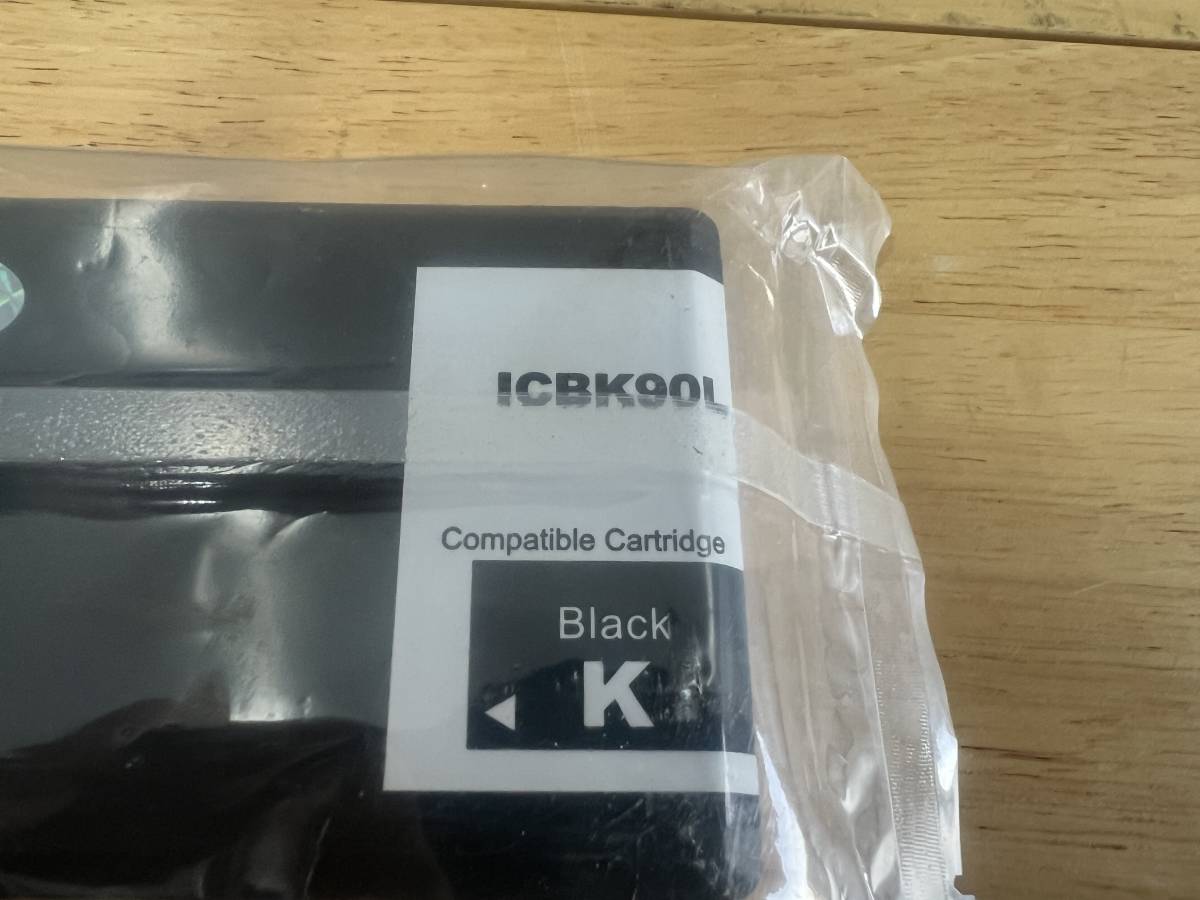 ICBK90L
Compatible Cartridge
Black
K